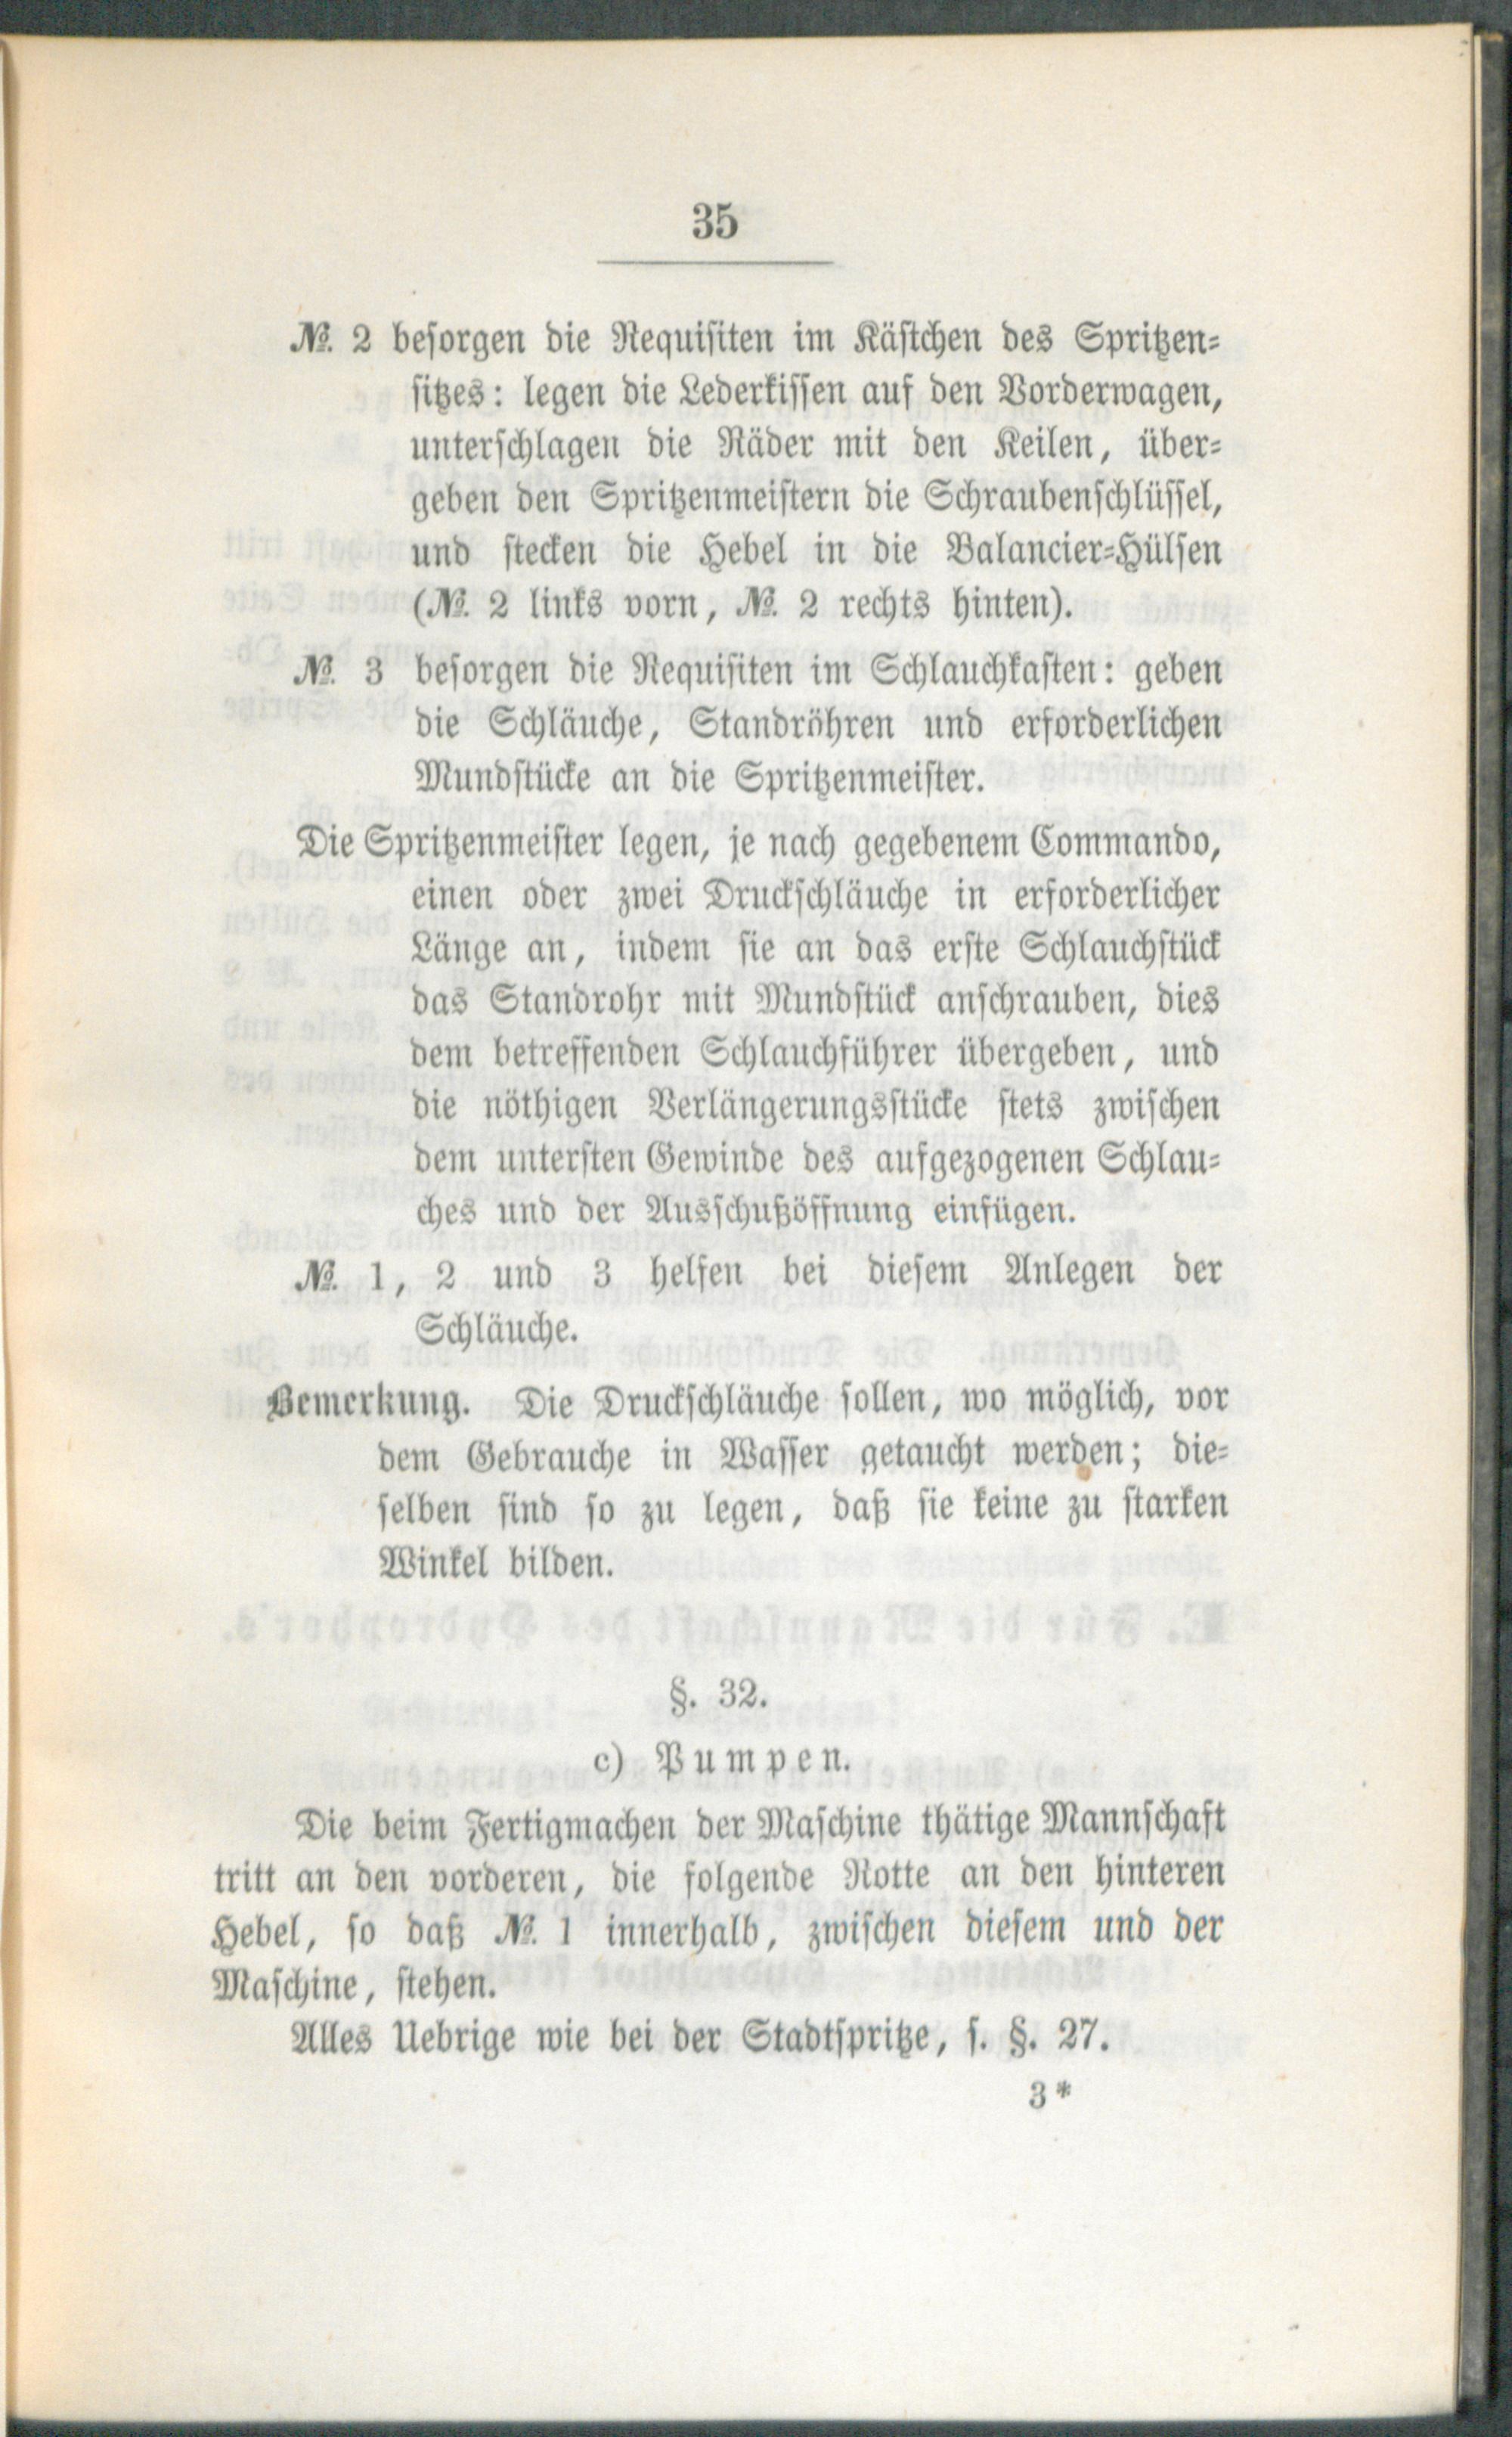 35
№. 2 besorgen die Requisiten im Kästchen des Spritzen-
sitzes: legen die Lederkissen auf den Vorderwagen,
unterschlagen die Räder mit den Keilen, über-
geben den Spritzenmeistern die Schraubenschlüssel,
und stecken die Hebel in die Balancier-Hülsen
(№. 2 links vorn, №. 2 rechts hinten).
№. 3 besorgen die Requisiten im Schlauchkasten: geben
die Schläuche, Standröhren und erforderlichen
Mundstücke an die Spritzenmeister.
Die Spritzenmeister legen, je nach gegebenem Commando,
einen oder zwei Druckschläuche in erforderlicher
Länge an, indem sie an das erste Schlauchstück
das Standrohr mit Mundstück anschrauben, dies
dem betreffenden Schlauchführer übergeben, und
die nöthigen Verlängerungsstücke stets zwischen
dem untersten Gewinde des aufgezogenen Schlau-
ches und der Ausschußöffnung einfügen.
№. 1, 2 und 3 helfen bei diesem Anlegen der
Schläuche.
Bemerkung. Die Druckschläuche sollen, wo möglich, vor
dem Gebrauche in Wasser getaucht werden; die-
selben sind so zu legen, daß sie keine zu starken
Winkel bilden.
§. 32.
c) Pumpen.
Die beim Fertigmachen der Maschine thätige Mannschaft
tritt an den vorderen, die folgende Rotte an den hinteren
Hebel, so daß №. 1 innerhalb, zwischen diesem und der
Maschine, stehen.
Alles Uebrige wie bei der Stadtspritze, s. §. 27.
3*